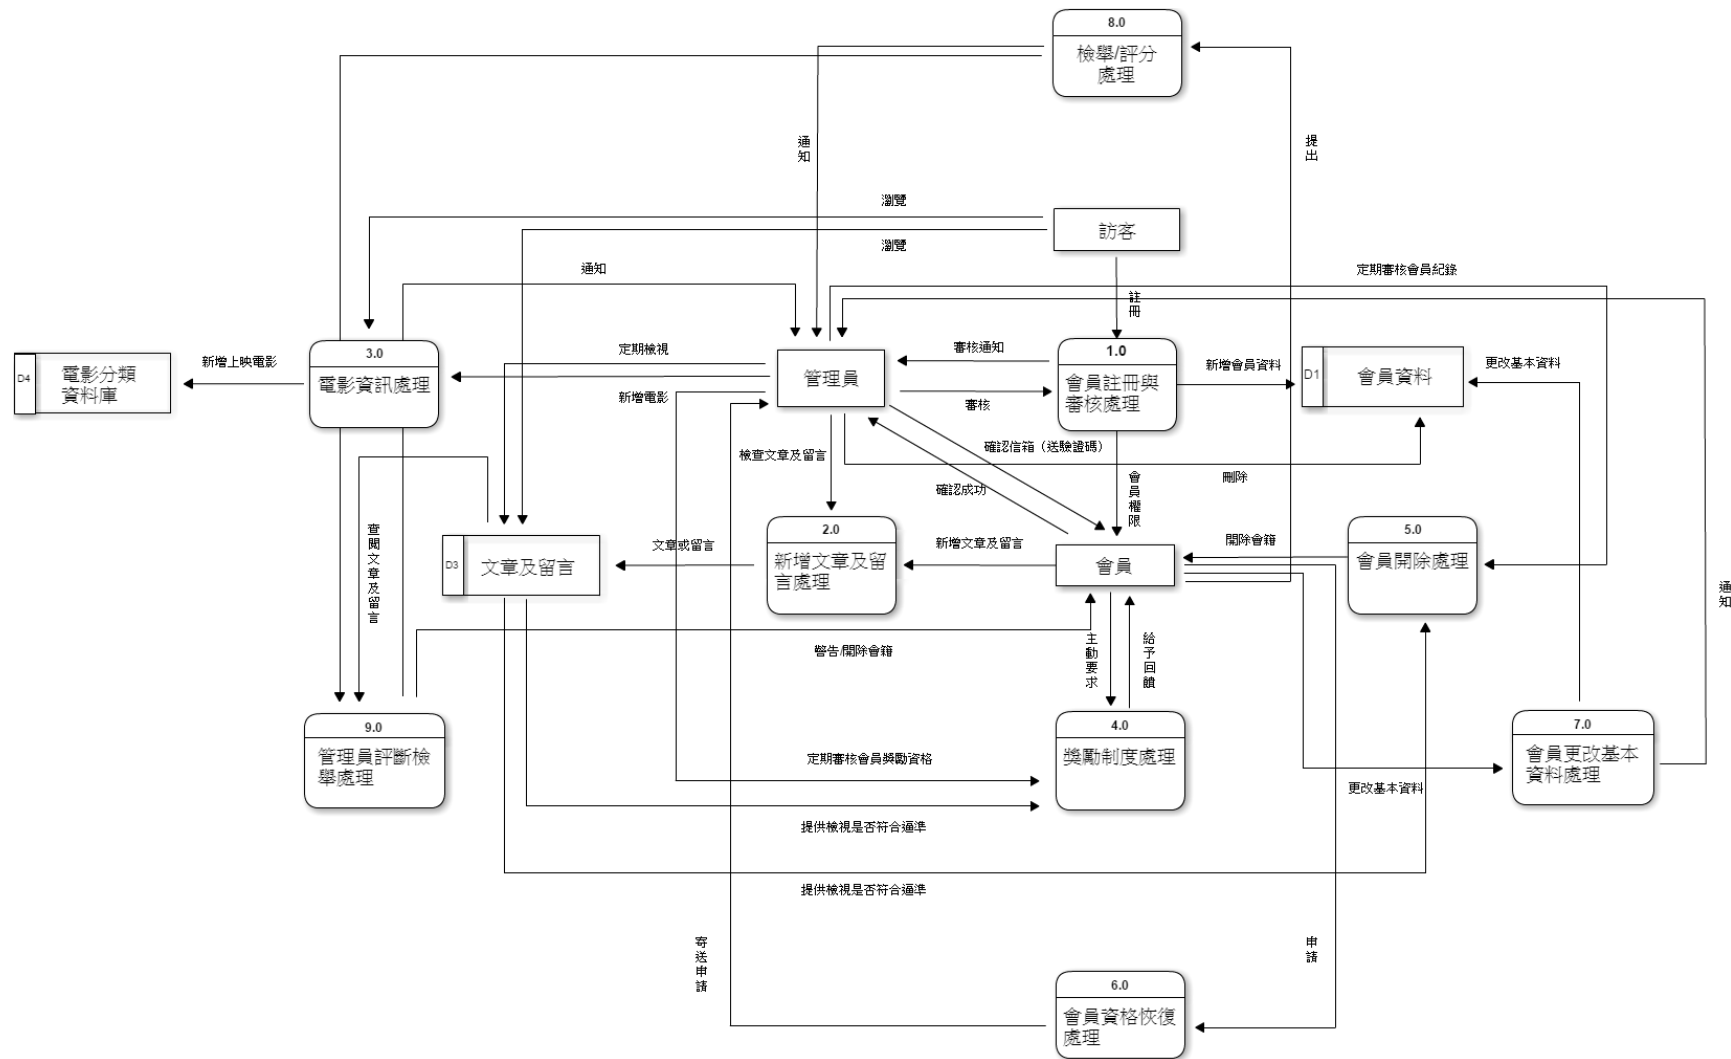 8.0
檢舉/評分
處理
通知
提出
瀏覽
訪客
瀏覽
通知
定期審核會員紀錄
註冊
3.0
電影資訊處理
新增上映電影
D4
電影分類
資料庫
定期檢視
管理員
審核通知
1.0
會員註冊與
審核處理
新增會員資料
D1
會員資料
更改基本資料
新增電影
審核
檢查文章及留言
確認信箱（送驗證碼）
刪除
確認成功
會員權限
查閱文章及留言
D3
文章及留言
文章或留言
2.0
新增文章及留
言處理
新增文章及留言
會員
開除會籍
5.0
會員開除處理
通知
警告/開除會籍
主動要求
給予回饋
9.0
管理員評斷檢
舉處理
定期審核會員獎勵資格
4.0
獎勵制度處理
更改基本資料
7.0
會員更改基本
資料處理
提供檢視是否符合逼準
提供檢視是否符合逼準
寄送申請
申請
6.0
會員資格恢復
處理